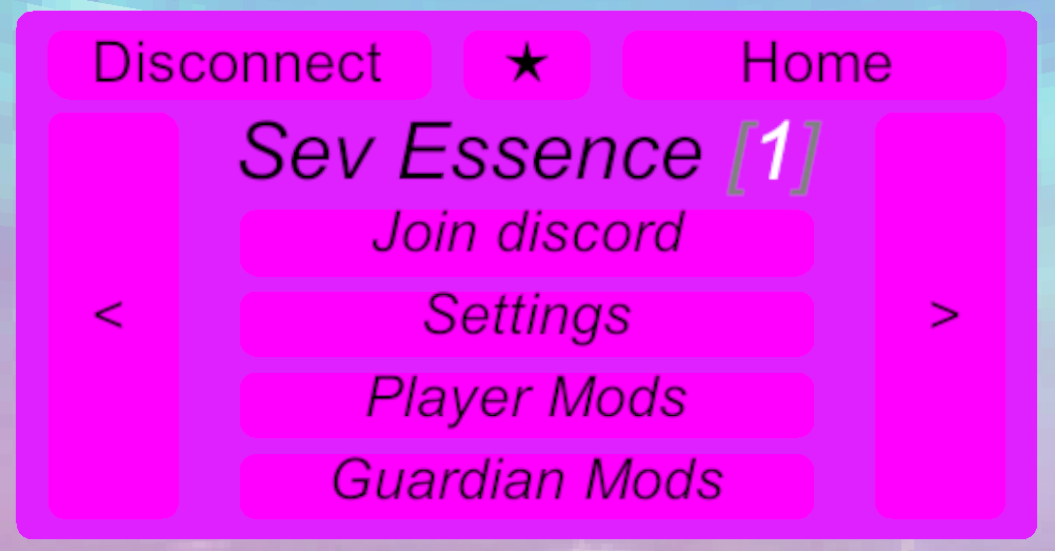 Disconnect ★ Home
Sev Essence [1]
Join discord
Settings
< >
Player Mods
Guardian Mods